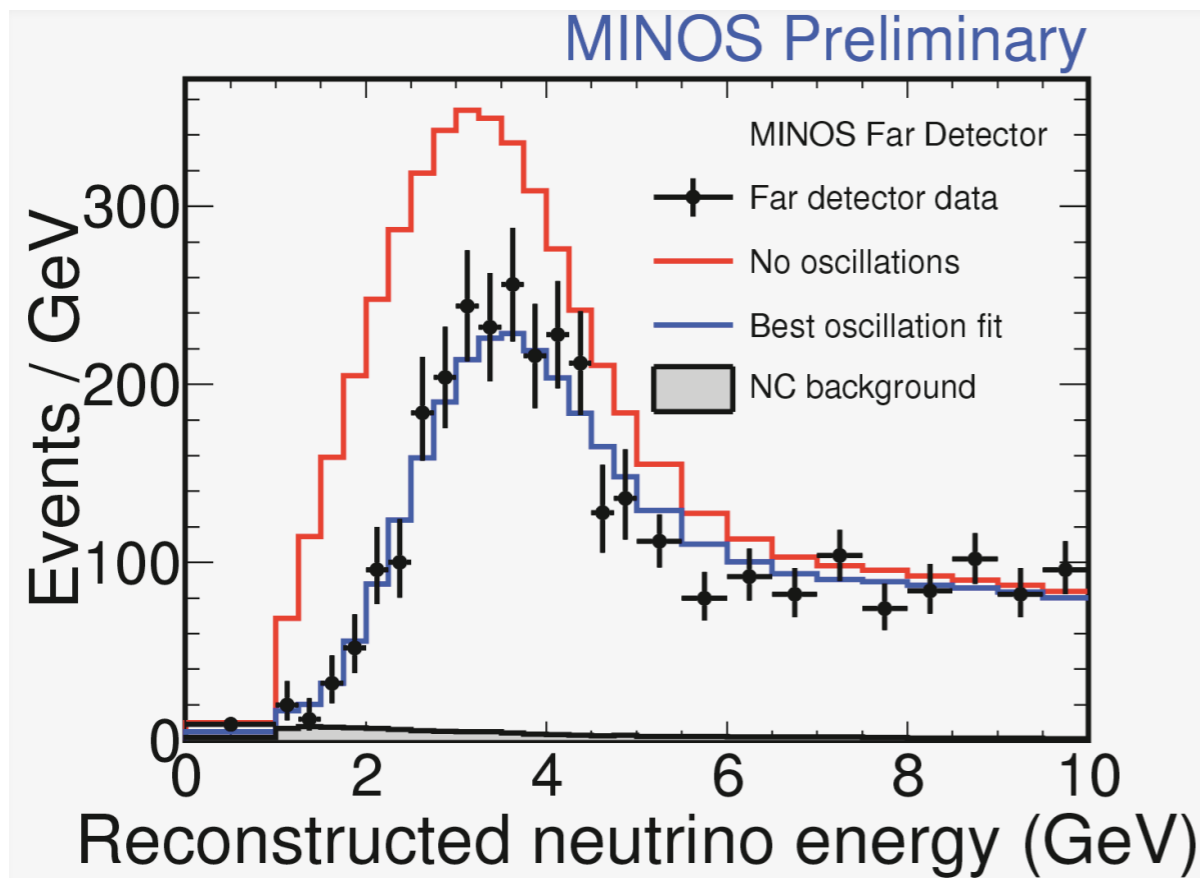 MINOS Preliminary
MINOS Far Detector
Far detector data
No oscillations
Best oscillation fit
NC background
Events / GeV
300
200
100
0
0 2 4 6 8 10
Reconstructed neutrino energy (GeV)